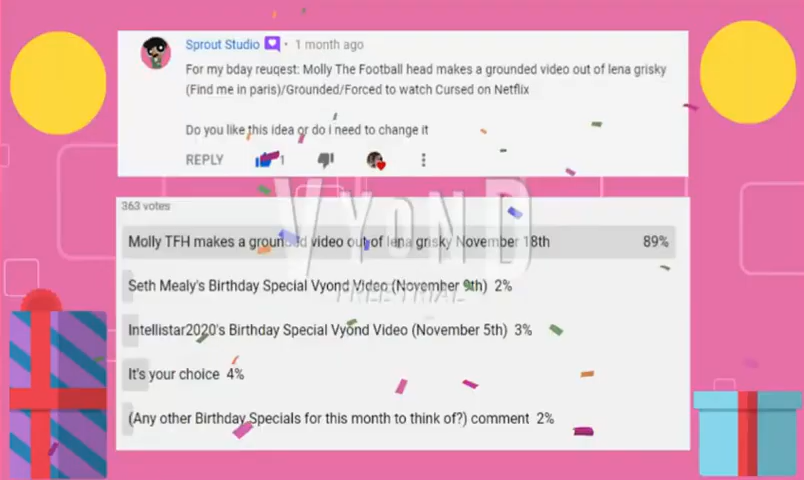 Sprout Studio · 1 month ago
For my bday reuqest: Molly The Football head makes a grounded video out of lena grisky
(Find me in paris)/Grounded/Forced to watch Cursed on Netflix
Do you like this idea or do i need to change it
REPLY 1
VYOND
FREE TRIAL
363 votes
Molly TFH makes a grounded video out of lena grisky November 18th 89%
Seth Mealy's Birthday Special Vyond Video (November 9th) 2%
Intellistar2020's Birthday Special Vyond Video (November 5th) 3%
It's your choice 4%
(Any other Birthday Specials for this month to think of?) comment 2%